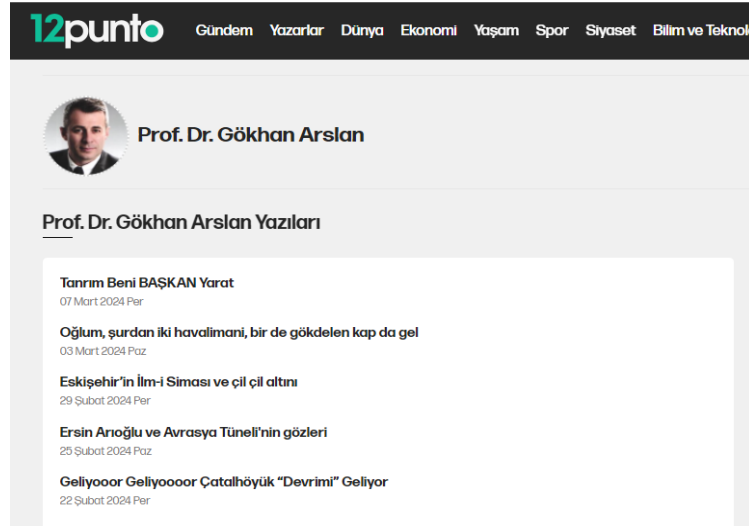 12punto
Gündem Yazarlar Dünya Ekonomi Yaşam Spor Siyaset Bilim ve
Prof. Dr. Gökhan Arslan
Prof. Dr. Gökhan Arslan Yazıları
Tanrım Beni BAŞKAN Yarat
07 Mart 2024 Per
Oğlum, şurdan iki havalimani, bir de gökdelen kap da gel
03 Mart 2024 Paz
Eskişehir’in İlm-i Siması ve çil çil altını
29 Şubat 2024 Per
Ersin Arıoğlu ve Avrasya Tüneli'nin gözleri
25 Şubat 2024 Paz
Geliyooor Geliyoooor Çatalhöyük “Devrimi” Geliyor
22 Şubat 2024 Per